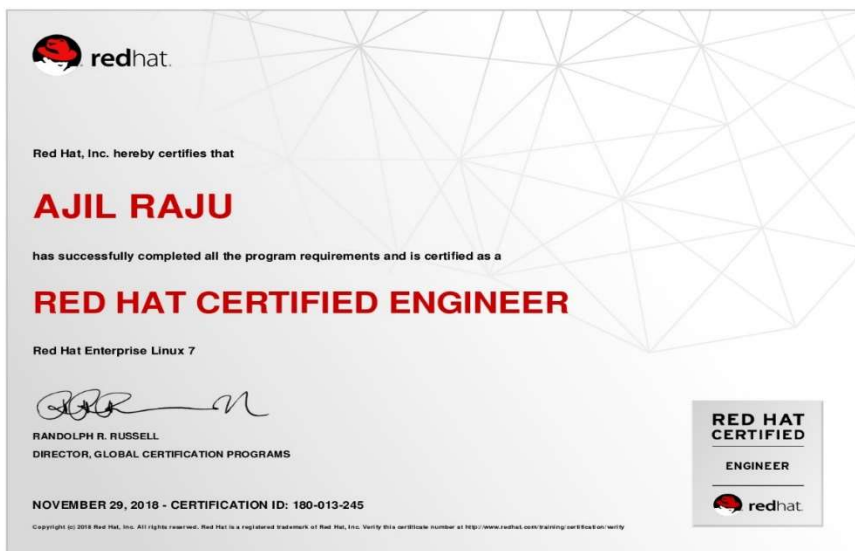 redhat.
Red Hat, Inc. hereby certifies that
AJIL RAJU
has successfully completed all the program requirements and is certified as a
RED HAT CERTIFIED ENGINEER
Red Hat Enterprise Linux 7
RANDOLPH R. RUSSELL
DIRECTOR, GLOBAL CERTIFICATION PROGRAMS
NOVEMBER 29, 2018 - CERTIFICATION ID: 180-013-245
Copyright (c) 2018 Red Hat, Inc. All rights reserved. Red Hat is a registered trademark of Red Hat, Inc. Verify this certificate number at http://www.redhat.com/training/certification/verify
RED HAT
CERTIFIED
ENGINEER
redhat.